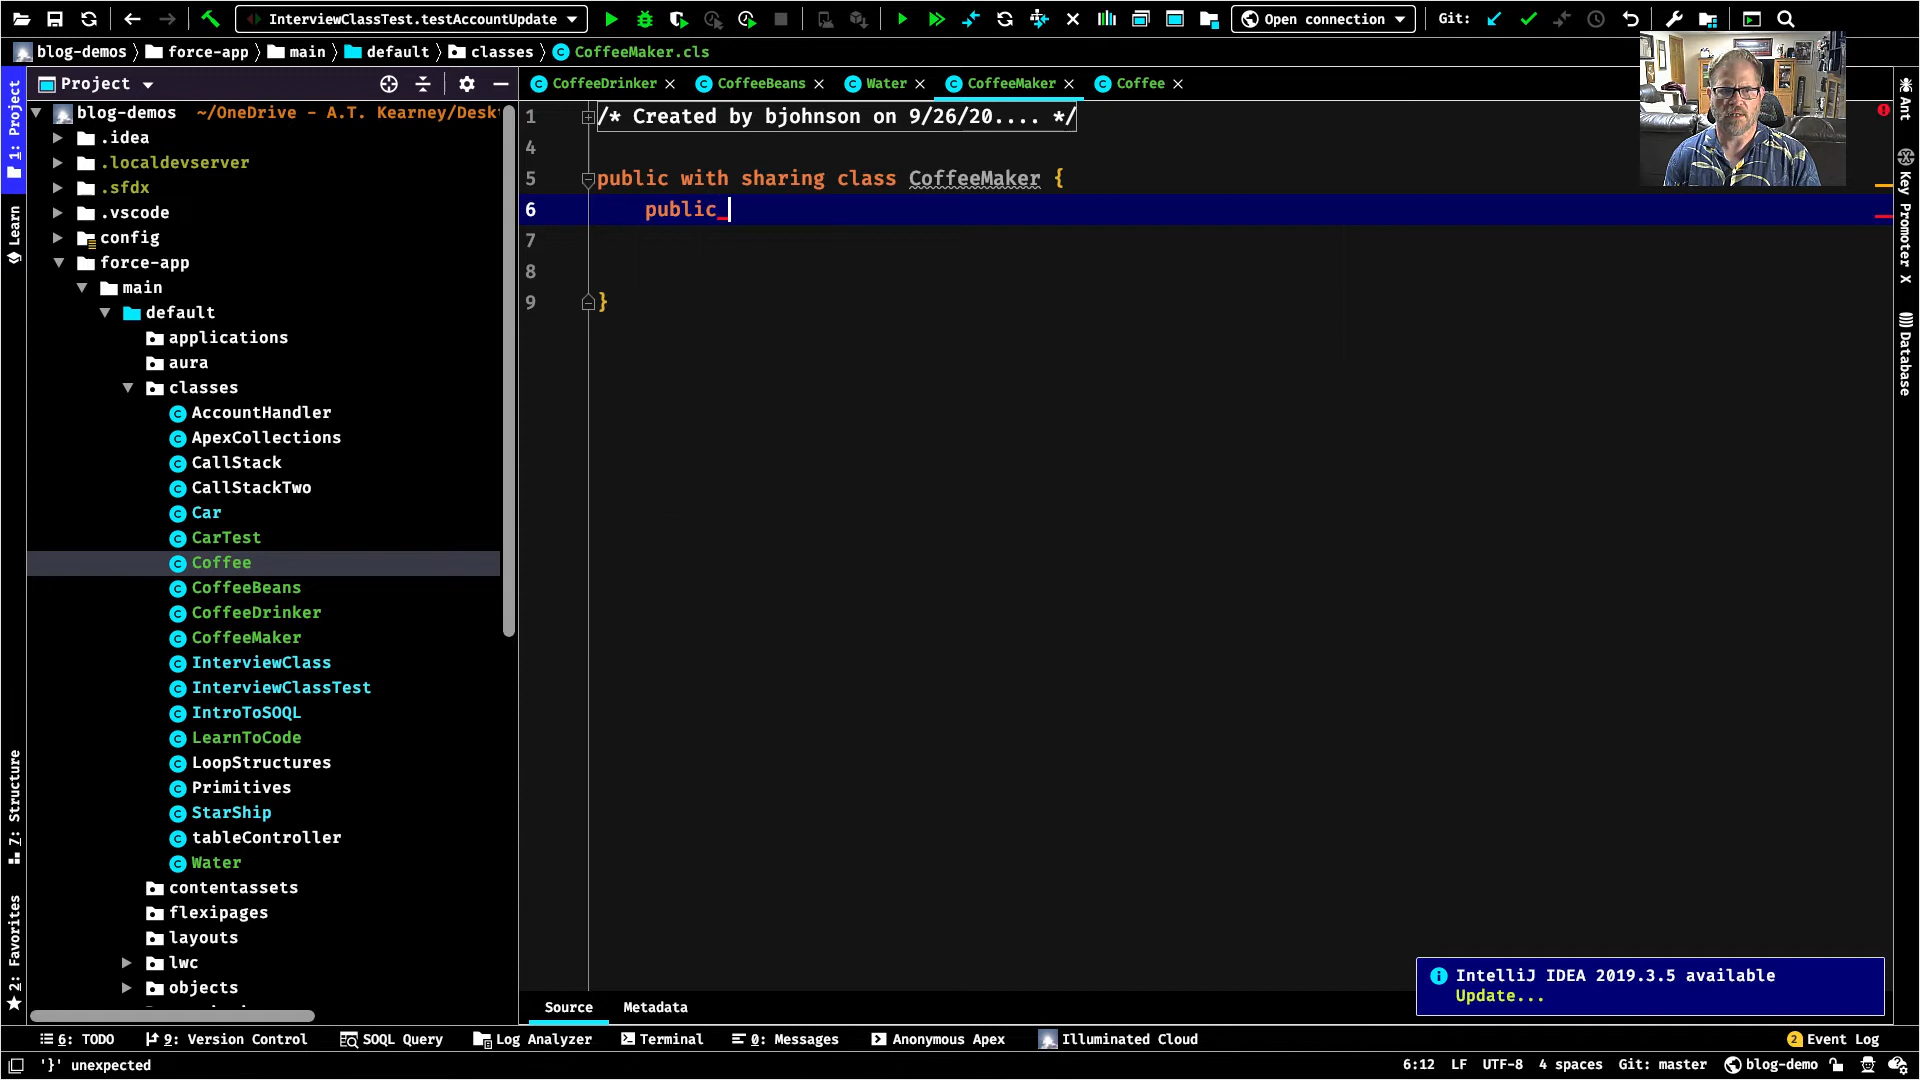 InterviewClassTest.testAccountUpdate
Open connection
Git:
blog-demos
force-app
main
default
classes
CoffeeMaker.cls
1: Project
Learn
7: Structure
2: Favorites
Project
blog-demos ~/OneDrive - A.T. Kearney/Deskt
.idea
.localdevserver
.sfdx
.vscode
config
force-app
main
default
applications
aura
classes
AccountHandler
ApexCollections
CallStack
CallStackTwo
Car
CarTest
Coffee
CoffeeBeans
CoffeeDrinker
CoffeeMaker
InterviewClass
InterviewClassTest
IntroToSOQL
LearnToCode
LoopStructures
Primitives
StarShip
tableController
Water
contentassets
flexipages
layouts
lwc
objects
CoffeeDrinker
CoffeeBeans
Water
CoffeeMaker
Coffee
1 /* Created by bjohnson on 9/26/20.... */
4
5 public with sharing class CoffeeMaker {
6 public
7
8
9 }
Ant
Key Promoter X
Database
IntelliJ IDEA 2019.3.5 available
Update...
Source
Metadata
6: TODO
9: Version Control
SOQL Query
Log Analyzer
Terminal
0: Messages
Anonymous Apex
Illuminated Cloud
2 Event Log
'}' unexpected
6:12
LF
UTF-8
4 spaces
Git: master
blog-demo